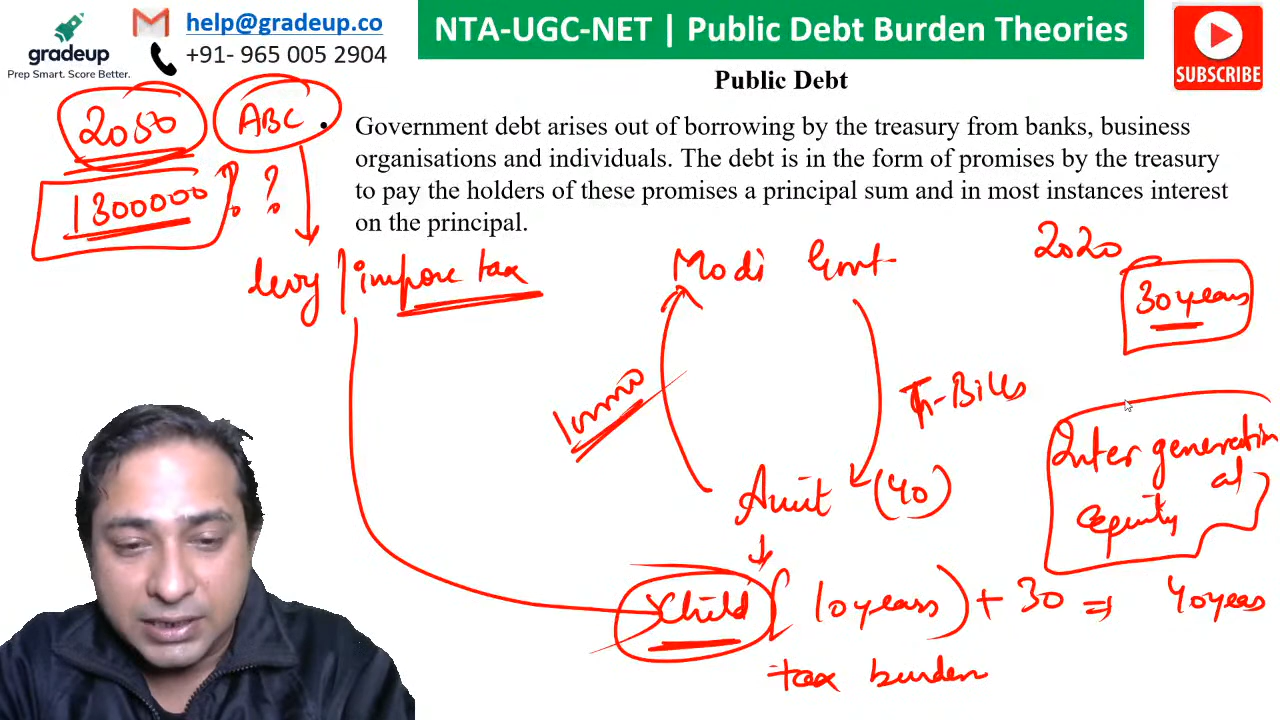 help@gradeup.co
+91- 965 005 2904
gradeup
Prep Smart. Score Better.
NTA-UGC-NET | Public Debt Burden Theories
SUBSCRIBE
Public Debt
2050
ABC
• Government debt arises out of borrowing by the treasury from banks, business
organisations and individuals. The debt is in the form of promises by the treasury
to pay the holders of these promises a principal sum and in most instances interest
on the principal.
1300000 ? ?
levy / impose tax
Modi Govt
2020
30 years
T-Bills
Inter generation
al
equity
Amit (40)
Child (10 years) + 30 ⇒ 40 years
tax burden